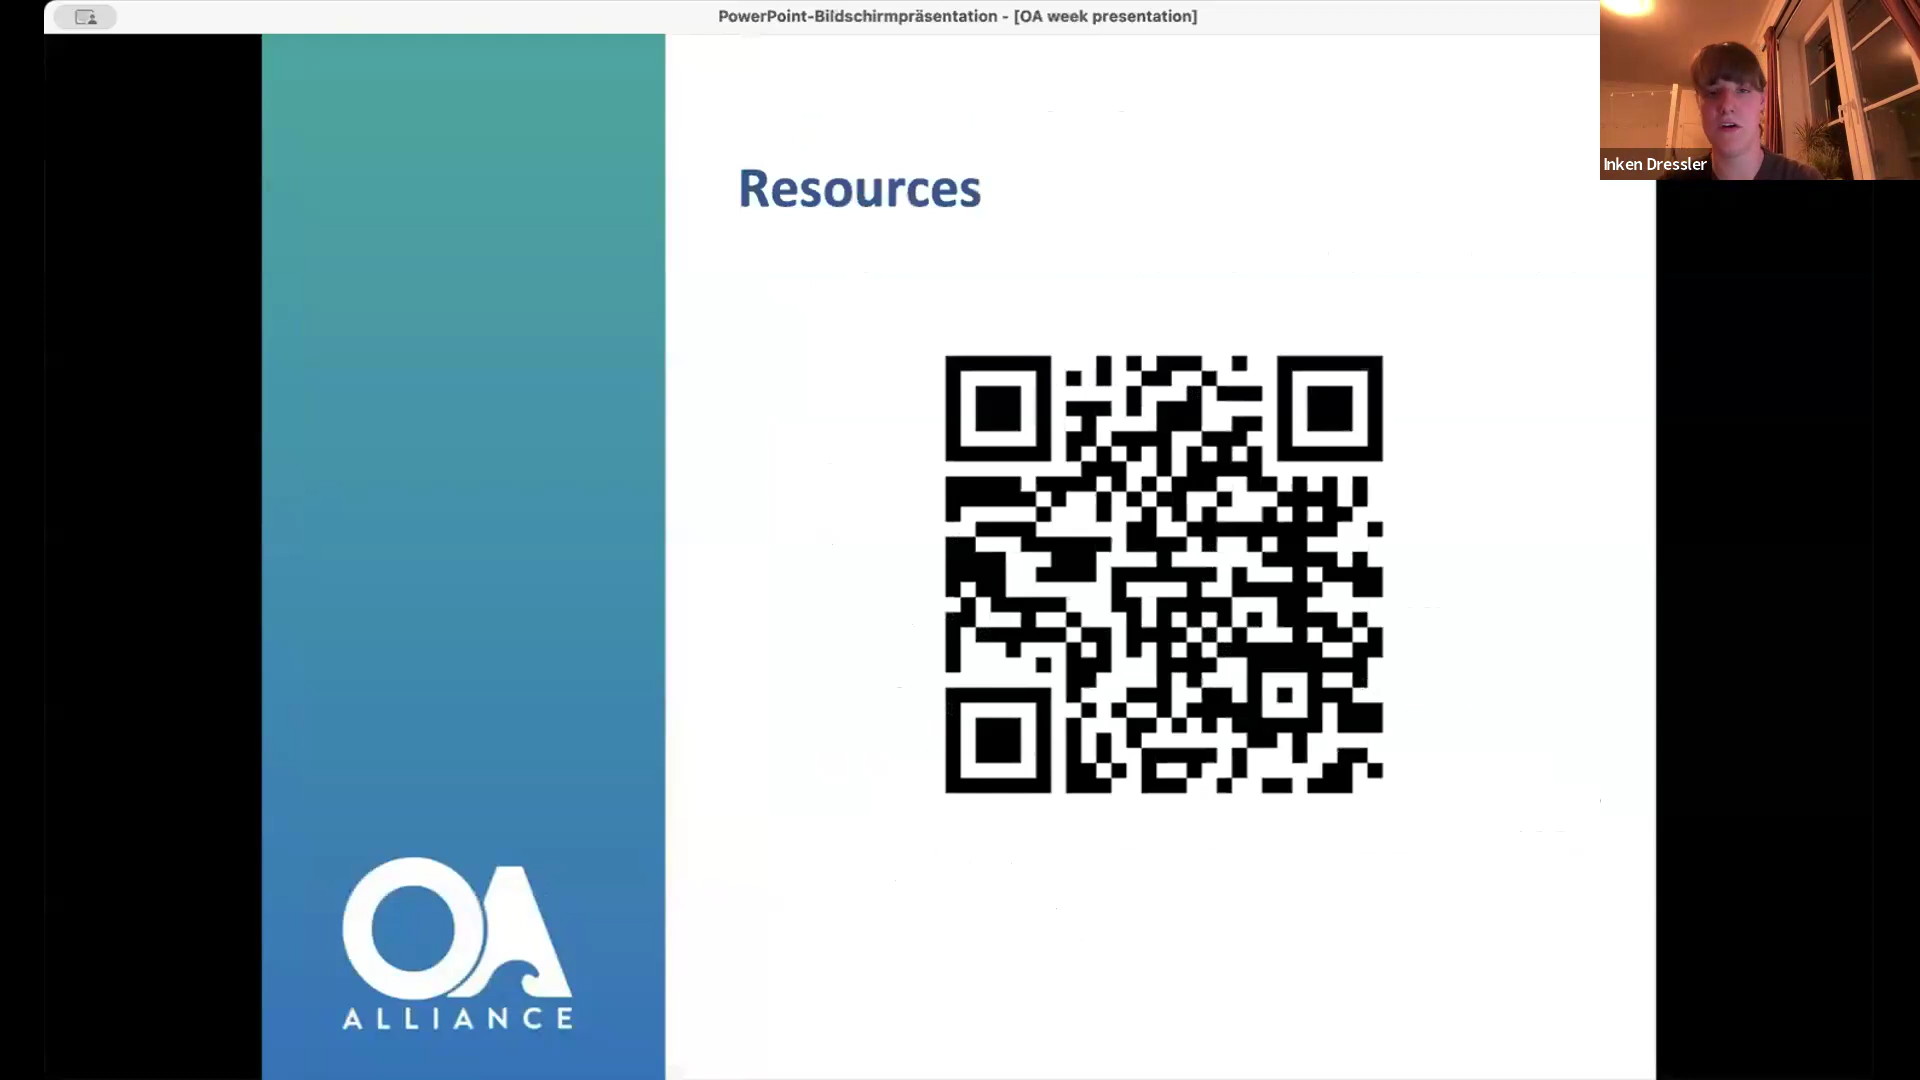 PowerPoint-Bildschirmpräsentation - [OA week presentation]
Inken Dressler
Resources
OA
ALLIANCE